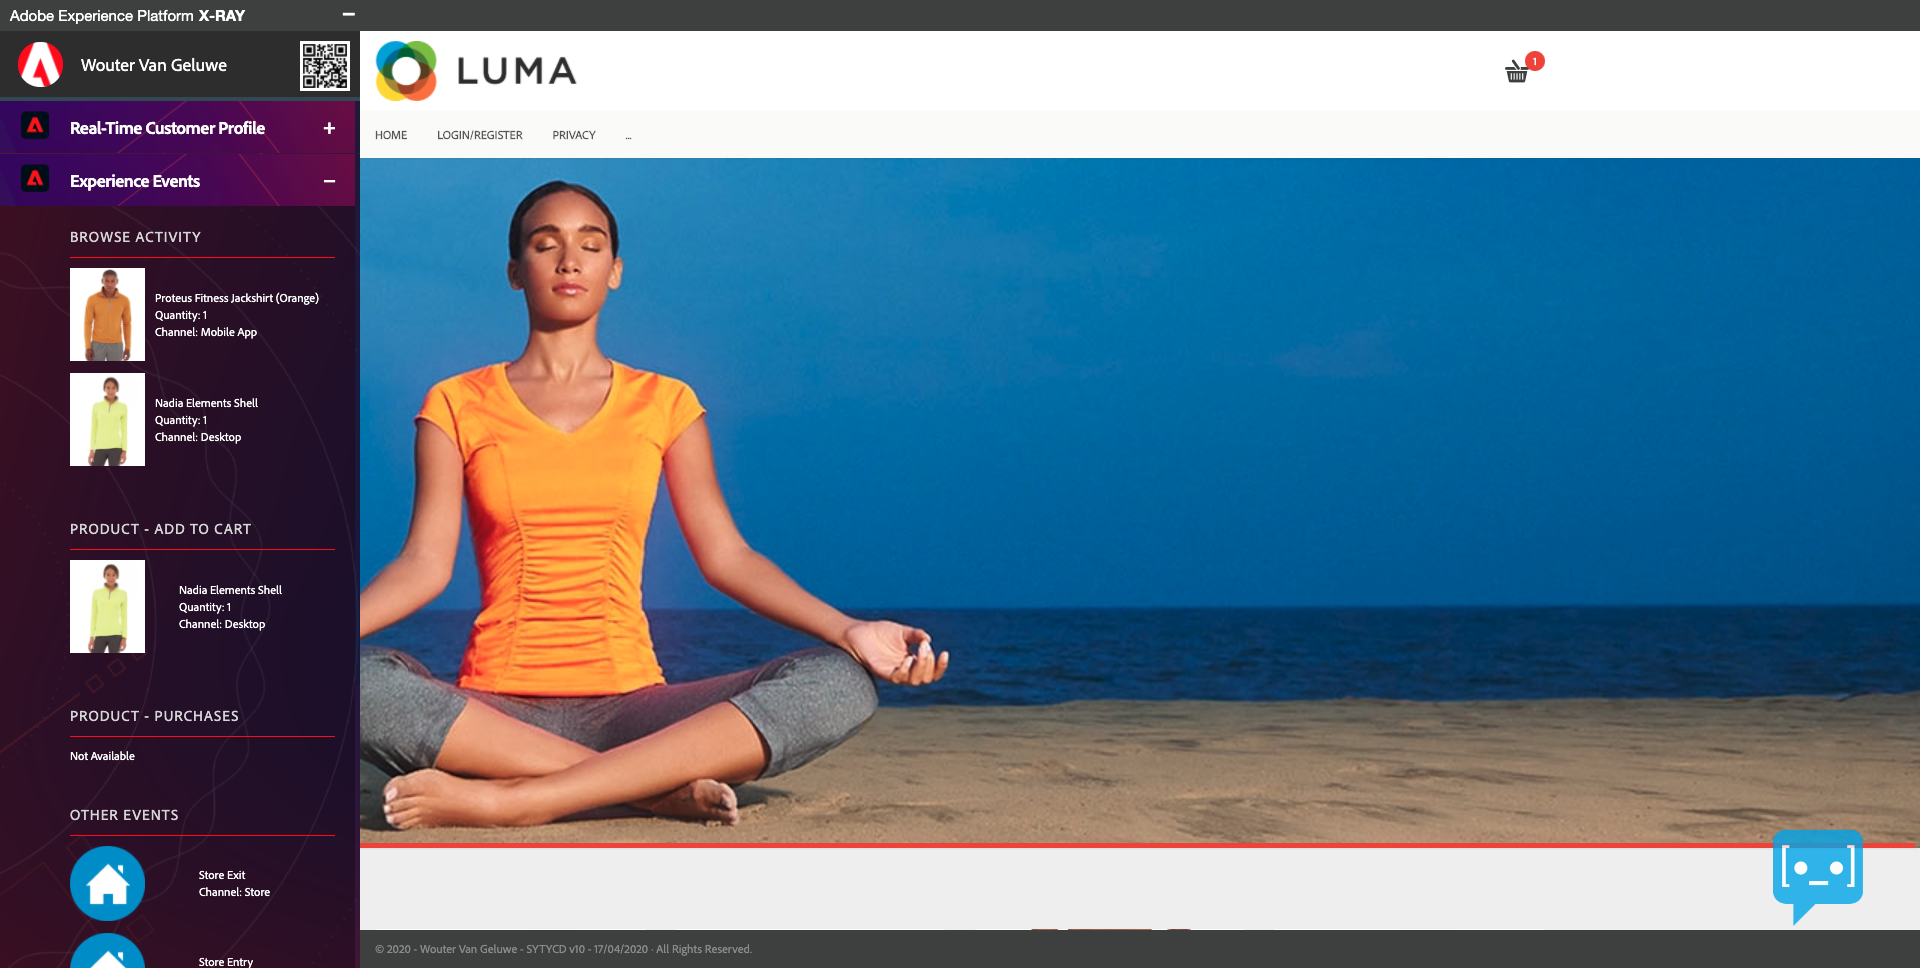 Adobe Experience Platform X-RAY
Wouter Van Geluwe
Real-Time Customer Profile
Experience Events
BROWSE ACTIVITY
Proteus Fitness Jackshirt (Orange)
Quantity: 1
Channel: Mobile App
Nadia Elements Shell
Quantity: 1
Channel: Desktop
PRODUCT - ADD TO CART
Nadia Elements Shell
Quantity: 1
Channel: Desktop
PRODUCT - PURCHASES
Not Available
OTHER EVENTS
Store Exit
Channel: Store
Store Entry
LUMA
1
HOME LOGIN/REGISTER PRIVACY ...
© 2020 - Wouter Van Geluwe - SYTYCD v10 - 17/04/2020 · All Rights Reserved.